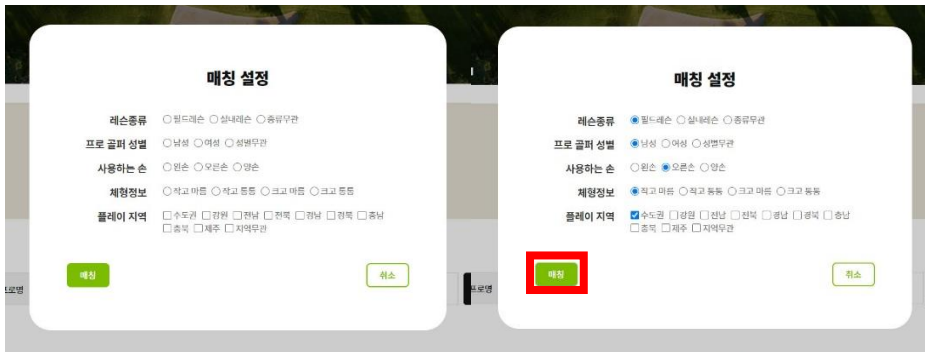 매칭 설정
레슨종류 필드레슨 실내레슨 종류무관
프로 골퍼 성별 남성 여성 성별무관
사용하는 손 왼손 오른손 양손
체형정보 작고 마름 작고 통통 크고 마름 크고 통통
플레이 지역 수도권 강원 전남 전북 경남 경북 충남
충북 제주 지역무관
매칭 취소
프로명
매칭 설정
레슨종류 필드레슨 실내레슨 종류무관
프로 골퍼 성별 남성 여성 성별무관
사용하는 손 왼손 오른손 양손
체형정보 작고 마름 작고 통통 크고 마름 크고 통통
플레이 지역 수도권 강원 전남 전북 경남 경북 충남
충북 제주 지역무관
매칭 취소
프로명